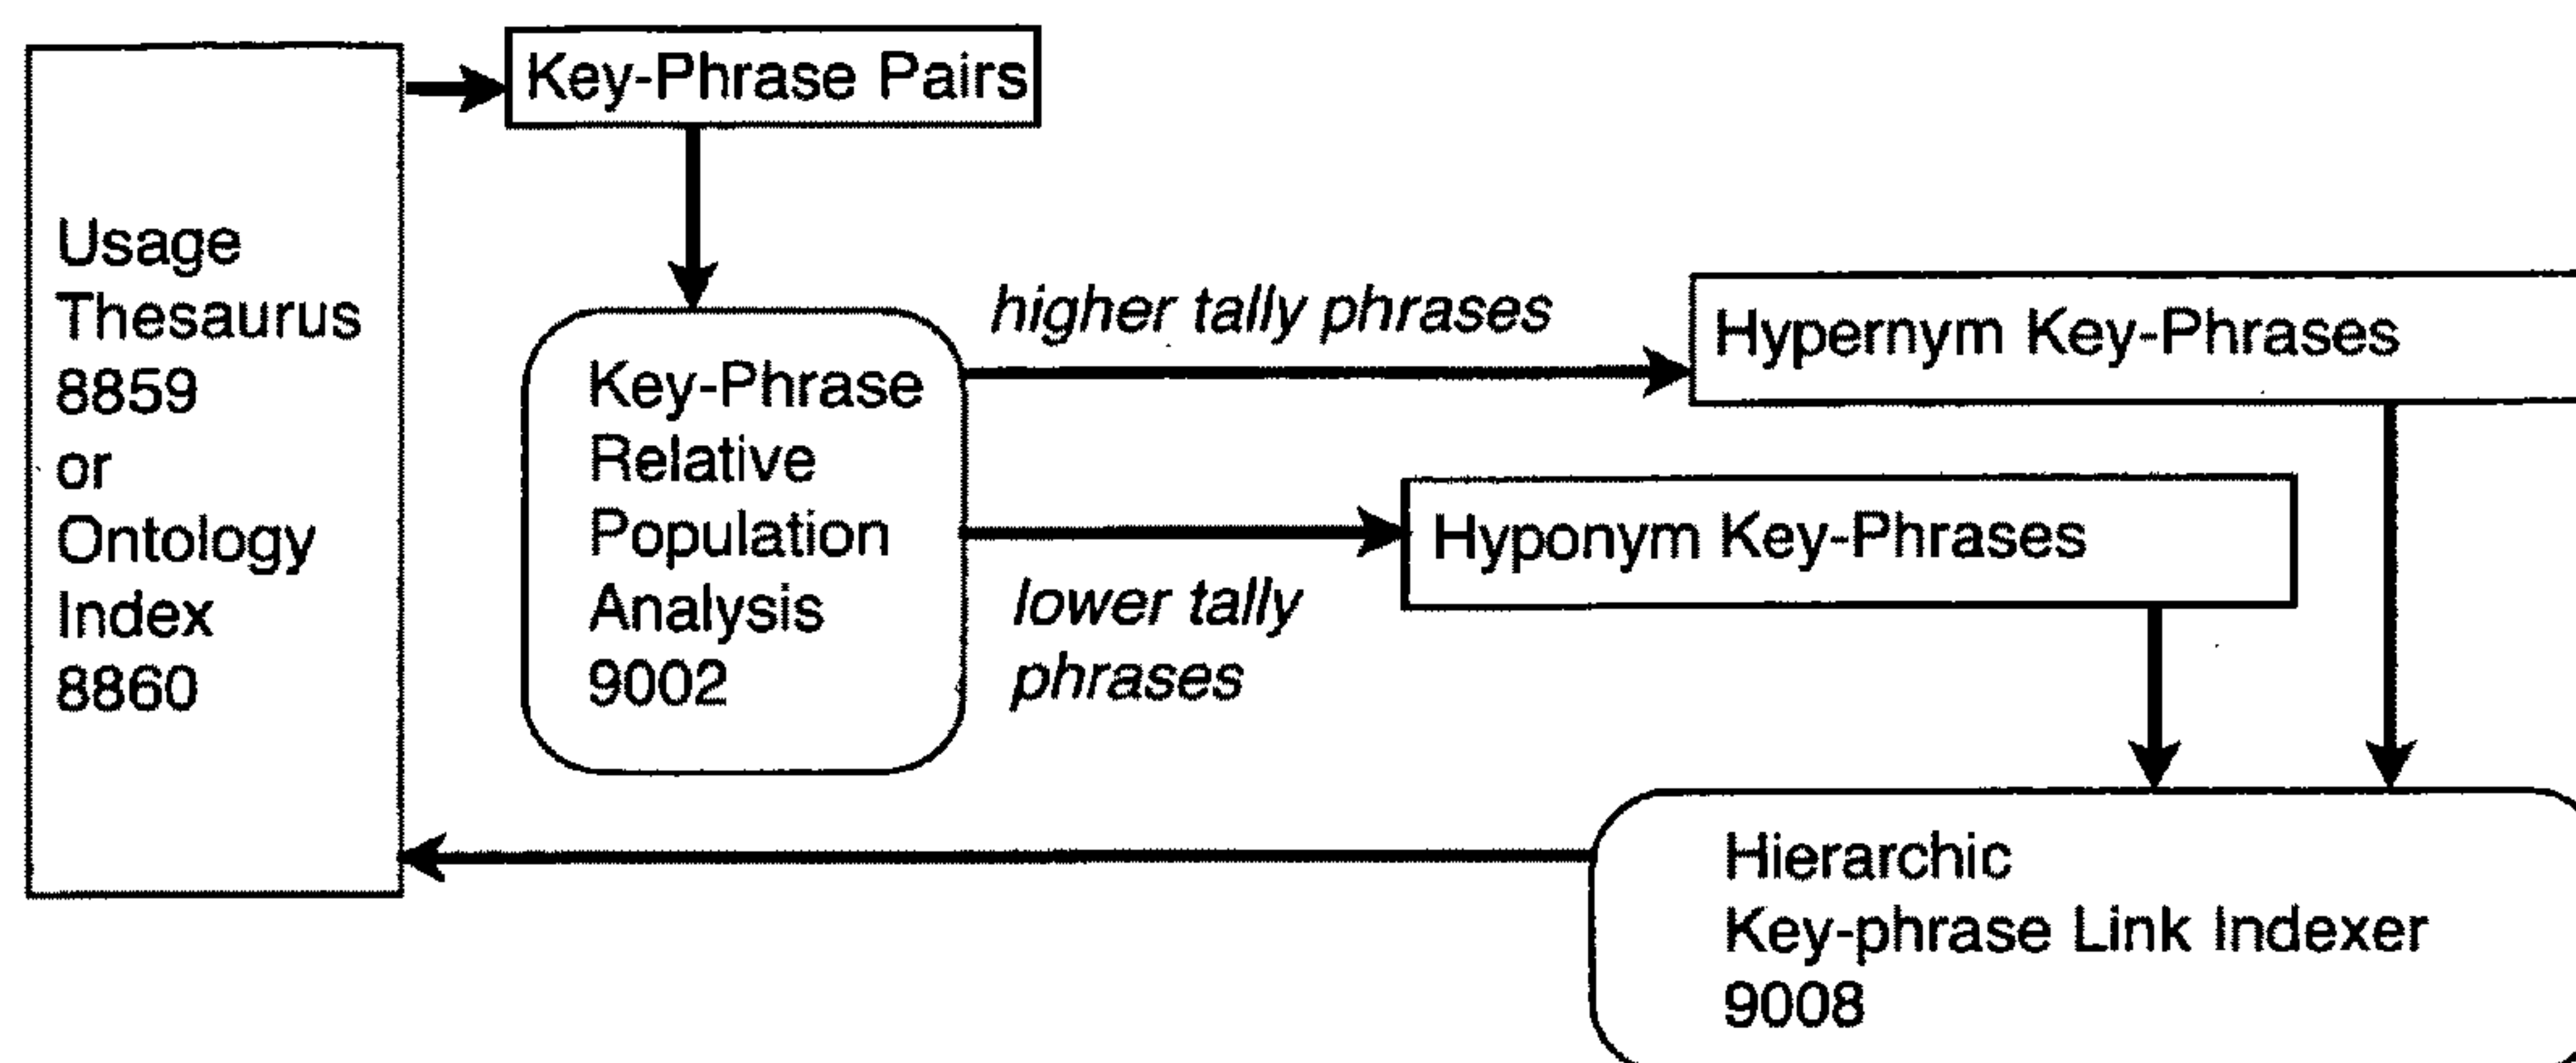 Key-Phrase Pairs
Usage
Thesaurus
8859
or
Ontology
Index
8860
higher tally phrases
Hypernym Key-Phrases
Key-Phrase
Relative
Population
Analysis
9002
Hyponym Key-Phrases
lower tally
phrases
Hierarchic
Key-phrase Link Indexer
9008